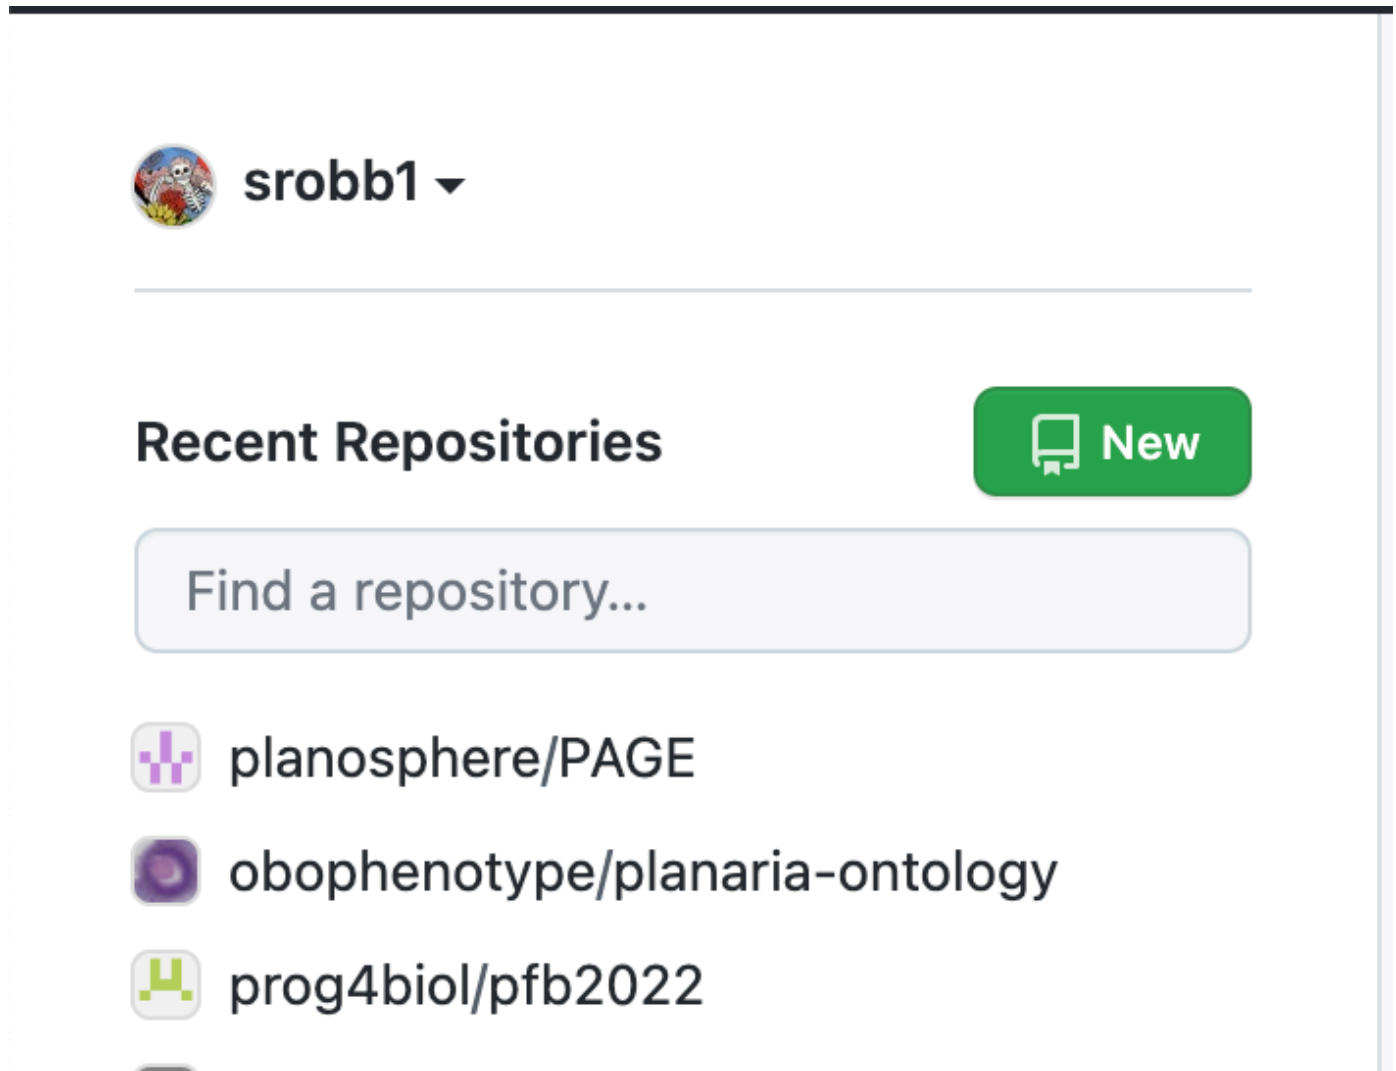 srobb1
Recent Repositories
New
Find a repository...
planosphere/PAGE
obophenotype/planaria-ontology
prog4biol/pfb2022